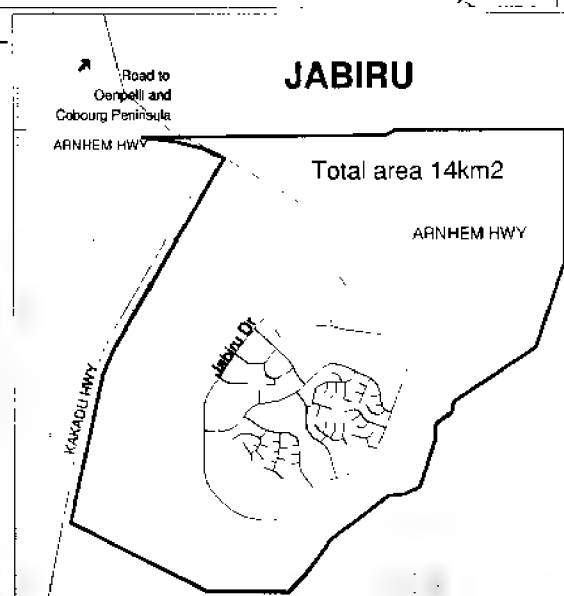 JABIRU
Road to
Oenpelli and
Cobourg Peninsula
ARNHEM HWY
Total area 14km2
ARNHEM HWY
Jabiru Dr
KAKADU HWY